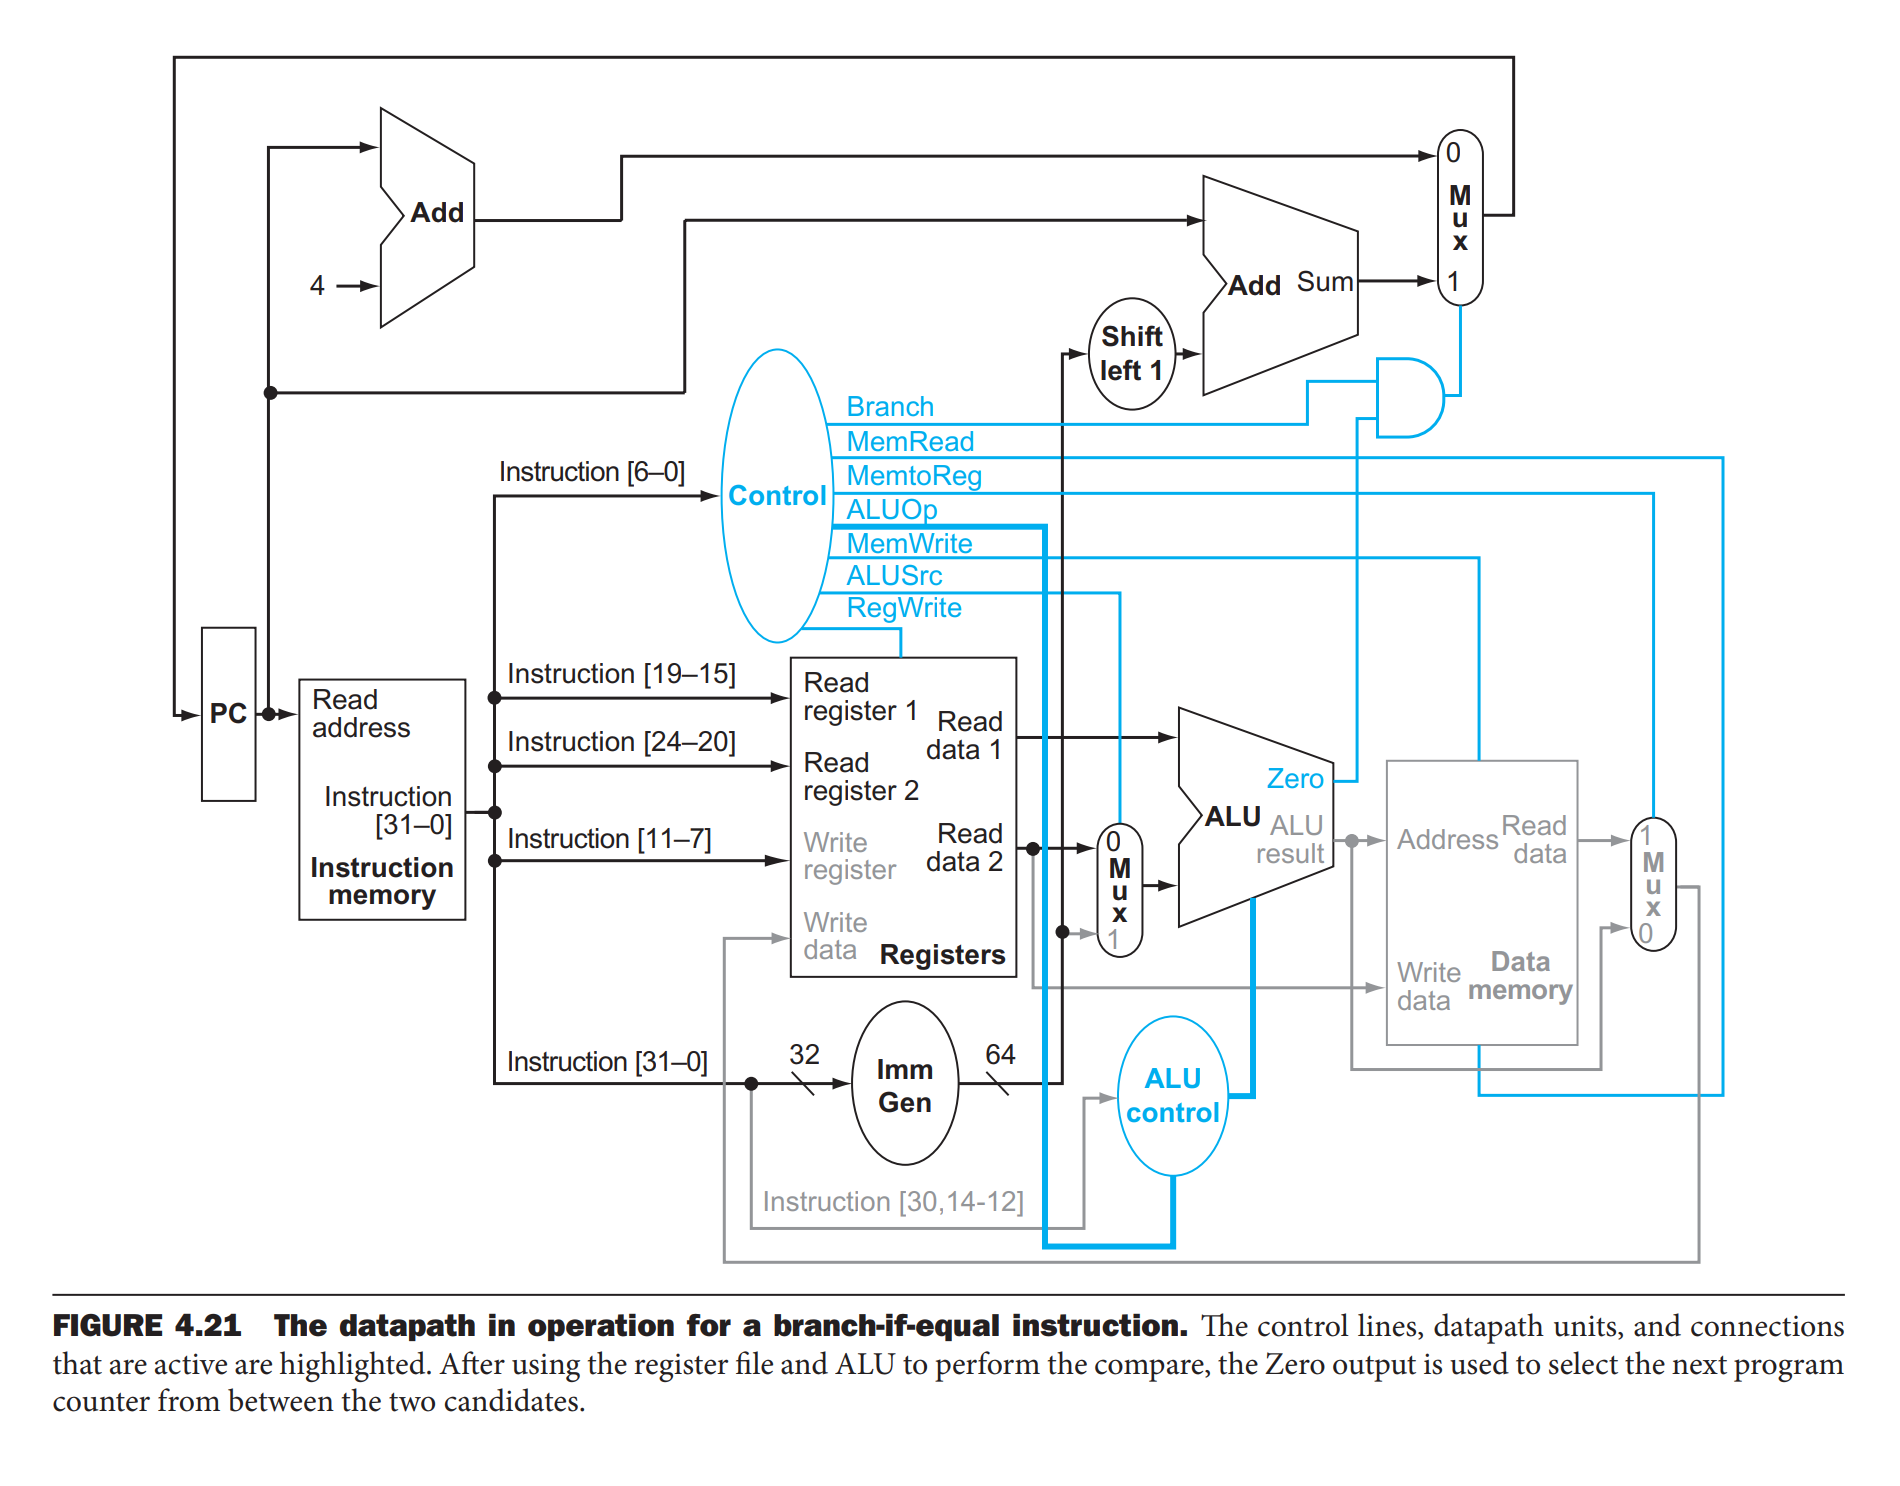 0
M
u
x
1
Add
4
Add Sum
Shift
left 1
Branch
MemRead
MemtoReg
ALUOp
MemWrite
ALUSrc
RegWrite
Control
Instruction [6–0]
Instruction [19–15]
Instruction [24–20]
Instruction [11–7]
Instruction [31–0]
PC
Read
address
Instruction
[31–0]
Instruction
memory
Read
register 1
Read
register 2
Write
register
Write
data
Read
data 1
Read
data 2
Registers
0
M
u
x
1
Zero
ALU
ALU
result
Address
Read
data
Write
data
Data
memory
1
M
u
x
0
32
Imm
Gen
64
ALU
control
Instruction [30,14-12]
FIGURE 4.21 The datapath in operation for a branch-if-equal instruction. The control lines, datapath units, and connections
that are active are highlighted. After using the register file and ALU to perform the compare, the Zero output is used to select the next program
counter from between the two candidates.